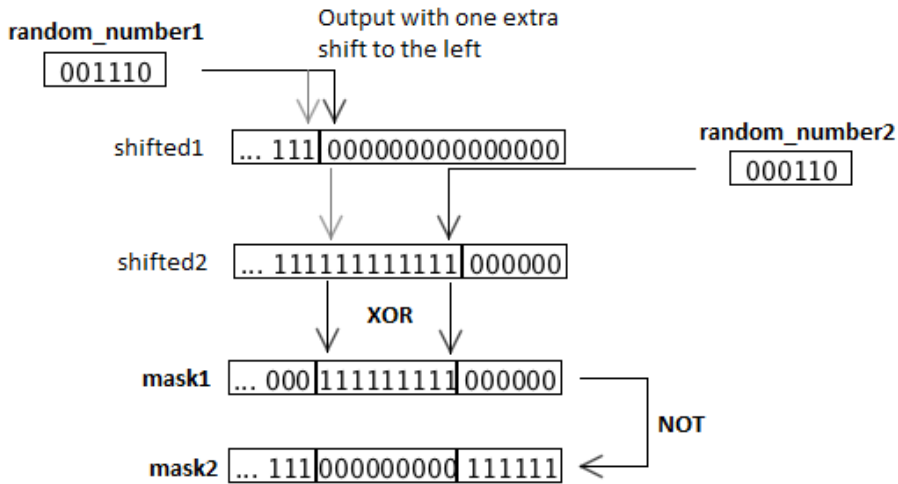 Output with one extra
shift to the left
random_number1
001110
shifted1 ... 111 000000000000000
random_number2
000110
shifted2 ... 111111111111 000000
XOR
mask1 ... 000 111111111 000000
NOT
mask2 ... 111 000000000 111111